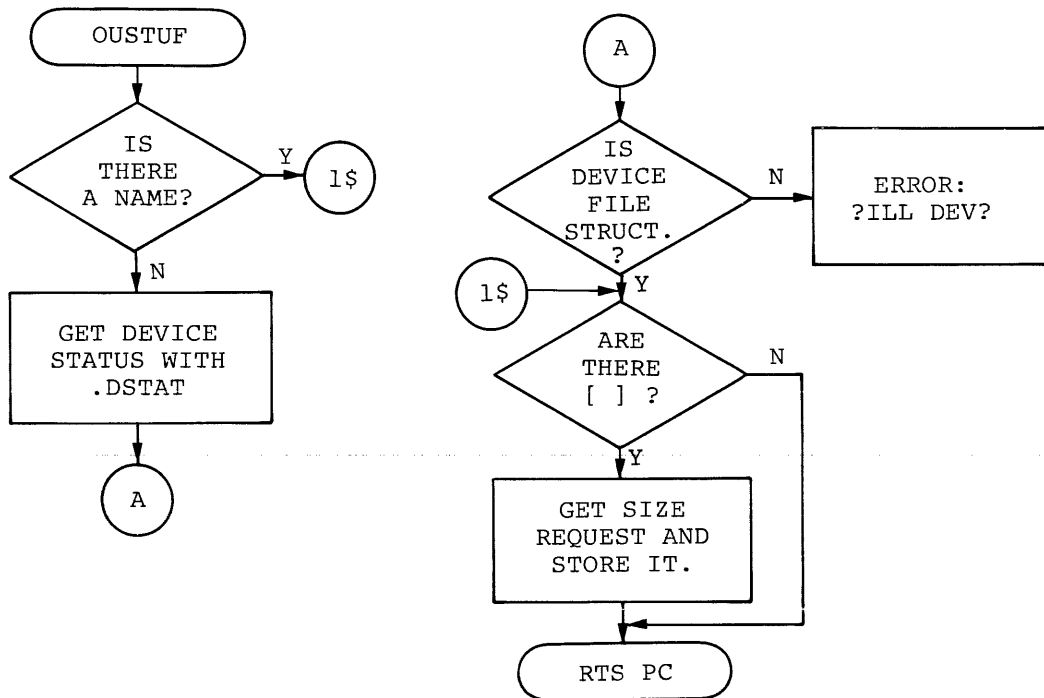 OUSTUF
IS
THERE
A NAME?
Y
1$
N
GET DEVICE
STATUS WITH
.DSTAT
A
A
IS
DEVICE
FILE
STRUCT.
?
N
ERROR:
?ILL DEV?
Y
1$
ARE
THERE
[ ] ?
N
Y
GET SIZE
REQUEST AND
STORE IT.
RTS PC